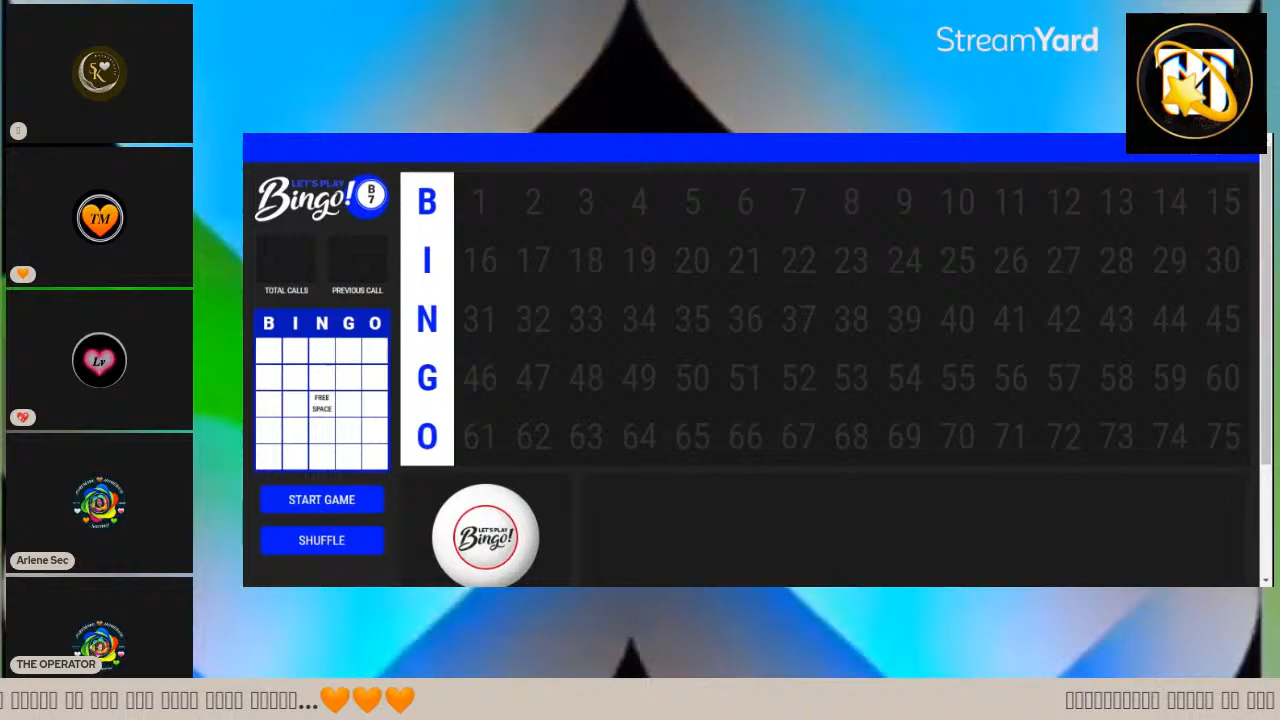 StreamYard
SK
TM
🧡
Lv
Arlene Sec
THE OPERATOR
LET'S PLAY
Bingo!
B
7
TOTAL CALLS
PREVIOUS CALL
B I N G O
FREE
SPACE
START GAME
SHUFFLE
B 1 2 3 4 5 6 7 8 9 10 11 12 13 14 15
I 16 17 18 19 20 21 22 23 24 25 26 27 28 29 30
N 31 32 33 34 35 36 37 38 39 40 41 42 43 44 45
G 46 47 48 49 50 51 52 53 54 55 56 57 58 59 60
O 61 62 63 64 65 66 67 68 69 70 71 72 73 74 75
LET'S PLAY
Bingo!
...🧡🧡🧡